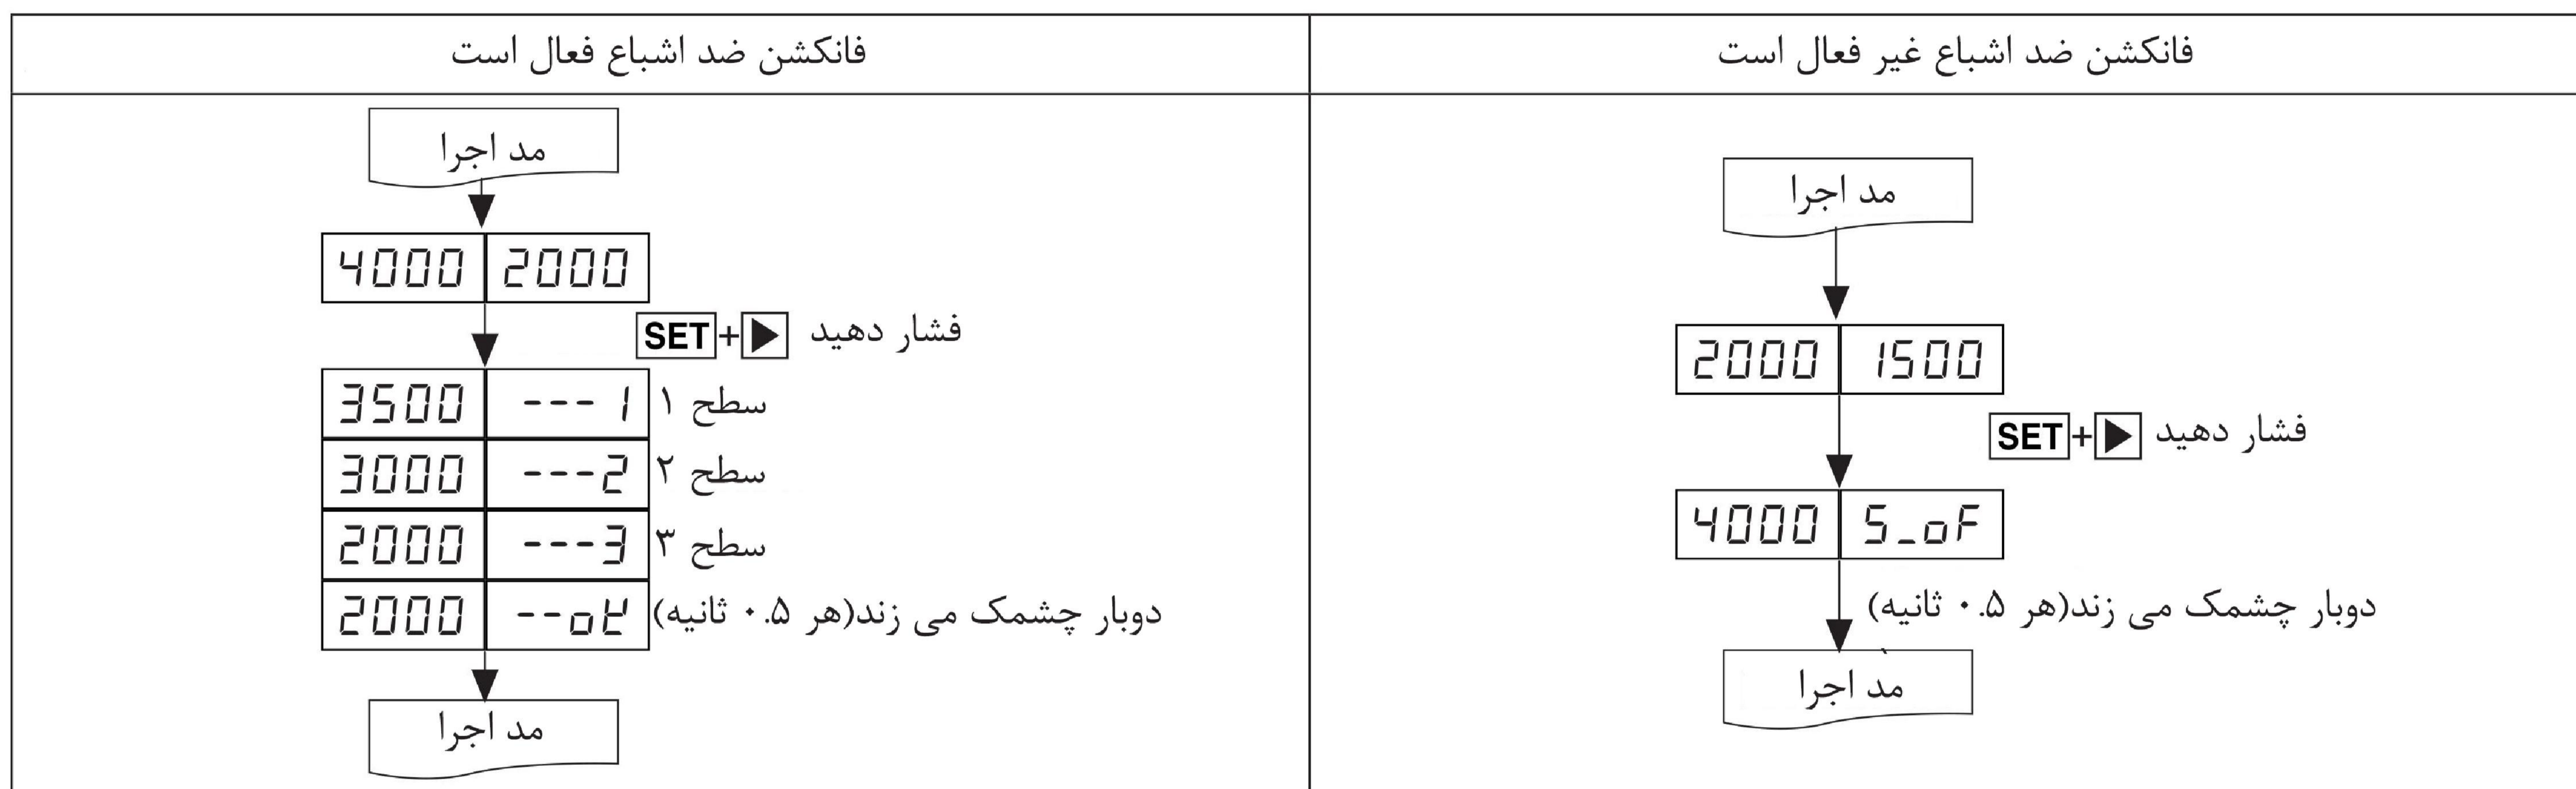 فانکشن ضد اشباع غیر فعال است
مد اجرا
2000 1500
فشار دهید SET+▶
4000 S_oF
دوبار چشمک می زند(هر ۰.۵ ثانیه)
مد اجرا
فانکشن ضد اشباع فعال است
مد اجرا
4000 2000
فشار دهید SET+▶
3500 ---1 سطح ۱
3000 ---2 سطح ۲
2000 ---3 سطح ۳
2000 --oK دوبار چشمک می زند(هر ۰.۵ ثانیه)
مد اجرا